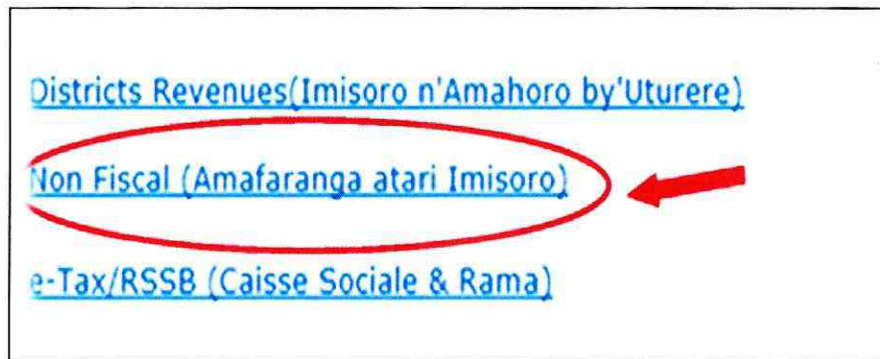 Districts Revenues(Imisoro n'Amahoro by'Uturere)
Non Fiscal (Amafaranga atari Imisoro)
e-Tax/RSSB (Caisse Sociale & Rama)